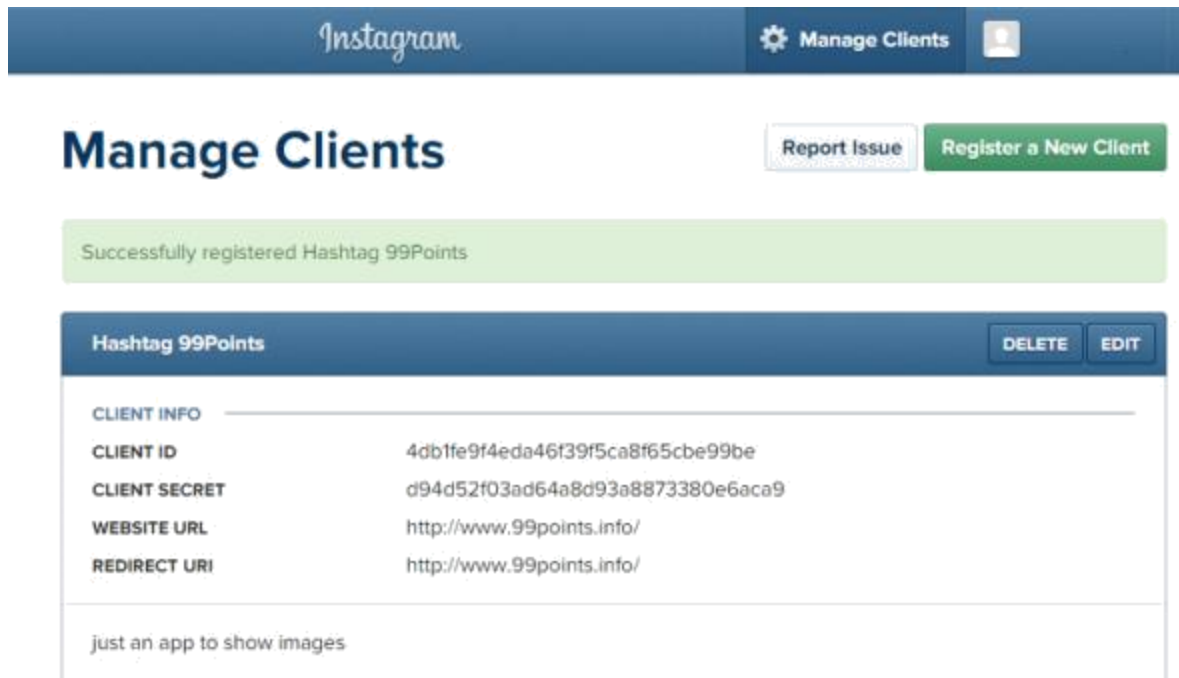 Instagram
Manage Clients
Manage Clients
Report Issue
Register a New Client
Successfully registered Hashtag 99Points
Hashtag 99Points
DELETE
EDIT
CLIENT INFO
CLIENT ID 4db1fe9f4eda46f39f5ca8f65cbe99be
CLIENT SECRET d94d52f03ad64a8d93a8873380e6aca9
WEBSITE URL http://www.99points.info/
REDIRECT URI http://www.99points.info/
just an app to show images